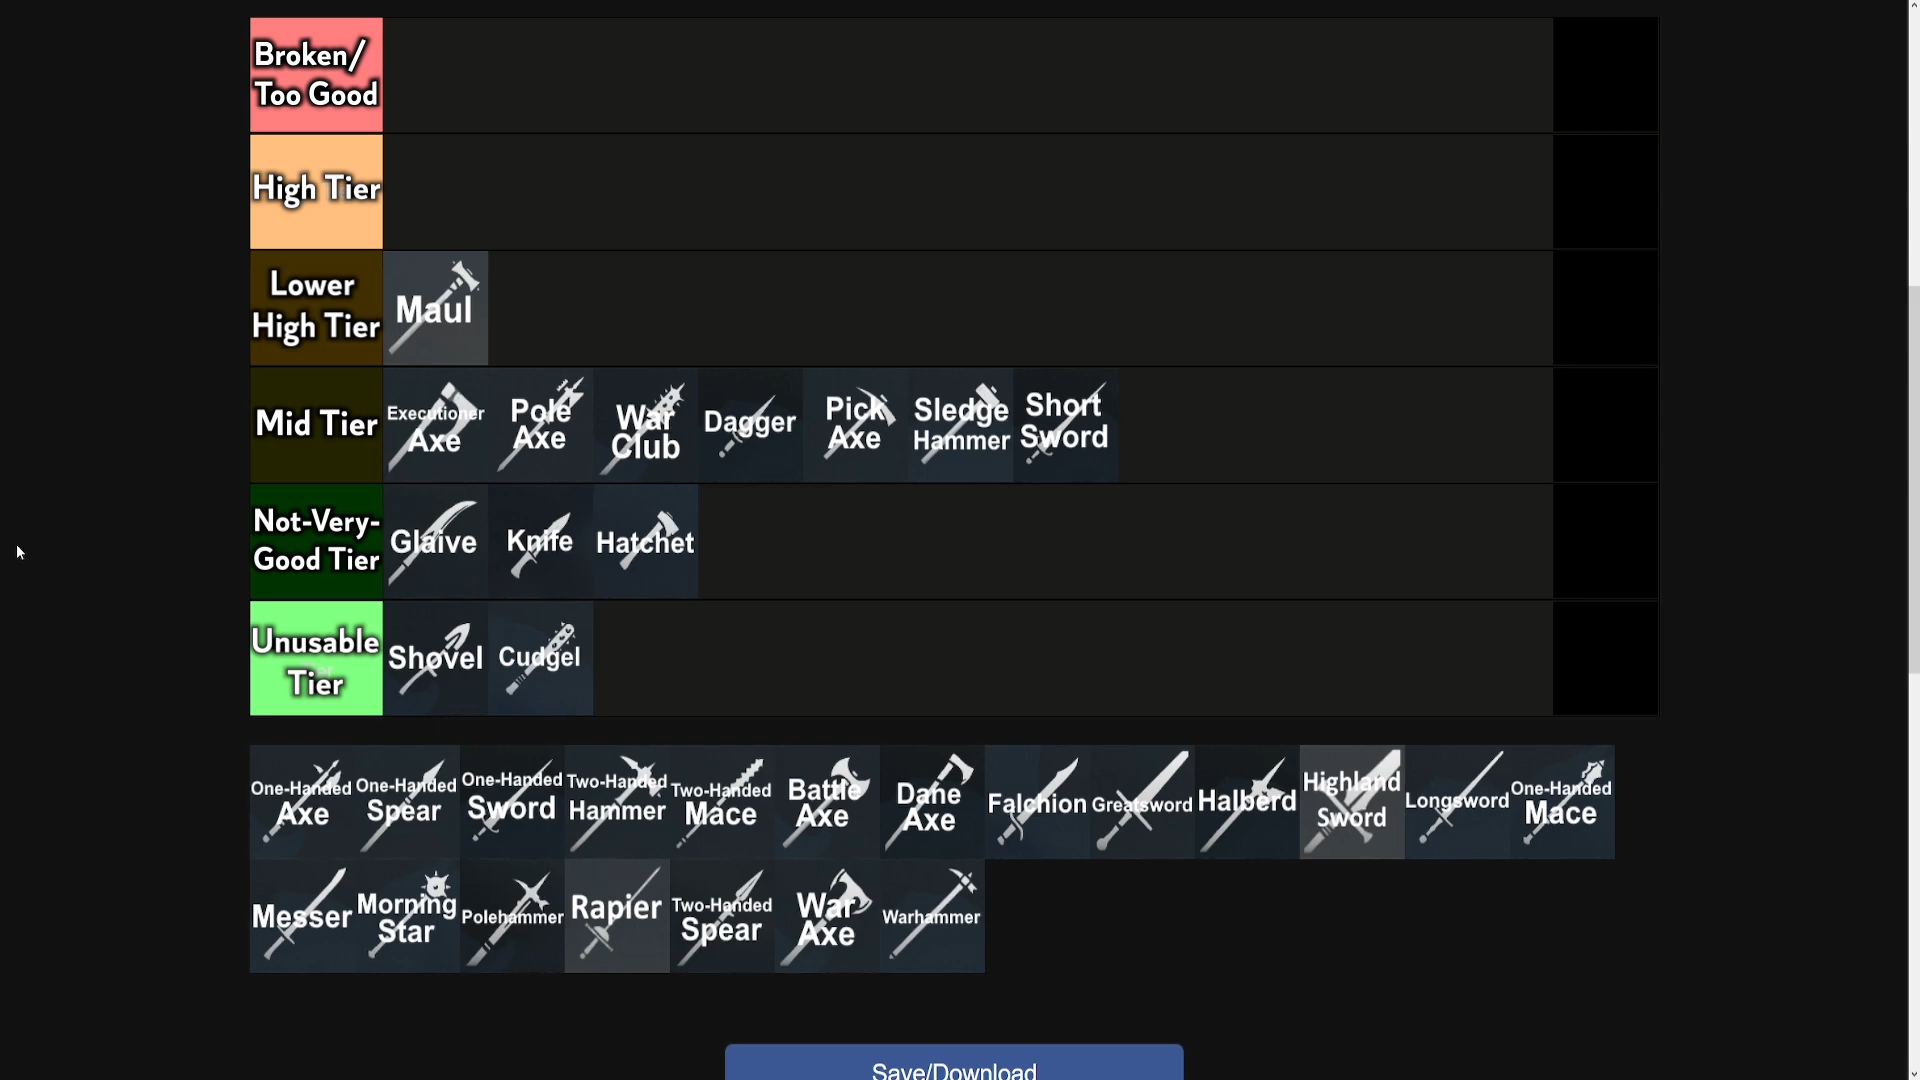 Broken/
Too Good
High Tier
Lower
High Tier
Maul
Mid Tier
Executioner
Axe
Pole
Axe
War
Club
Dagger
Pick
Axe
Sledge
Hammer
Short
Sword
Not-Very-
Good Tier
Glaive
Knife
Hatchet
Unusable
Tier
Shovel
Cudgel
One-Handed
Axe
One-Handed
Spear
One-Handed
Sword
Two-Handed
Hammer
Two-Handed
Mace
Battle
Axe
Dane
Axe
Falchion
Greatsword
Halberd
Highland
Sword
Longsword
One-Handed
Mace
Messer
Morning
Star
Polehammer
Rapier
Two-Handed
Spear
War
Axe
Warhammer
Save/Download